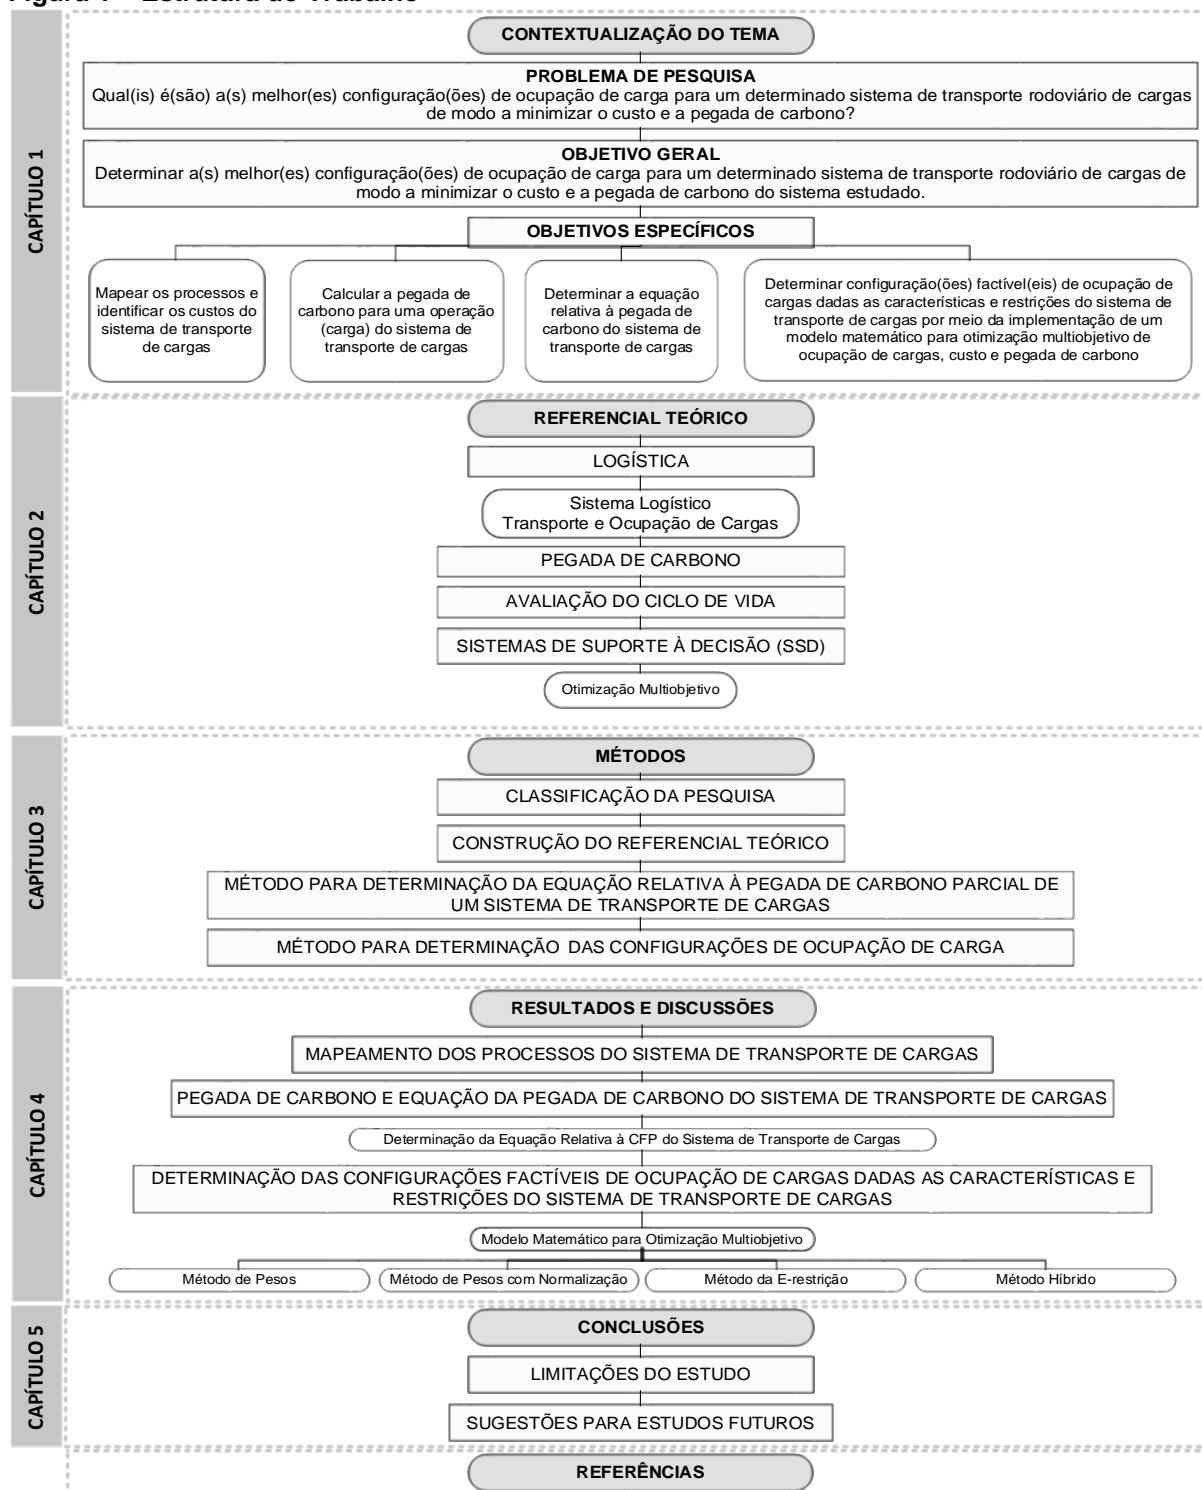 Figura 1 – Estrutura do Trabalho
CAPÍTULO 1
CONTEXTUALIZAÇÃO DO TEMA
PROBLEMA DE PESQUISA
Qual(is) é(são) a(s) melhor(es) configuração(ões) de ocupação de carga para um determinado sistema de transporte rodoviário de cargas
de modo a minimizar o custo e a pegada de carbono?
OBJETIVO GERAL
Determinar a(s) melhor(es) configuração(ões) de ocupação de carga para um determinado sistema de transporte rodoviário de cargas de
modo a minimizar o custo e a pegada de carbono do sistema estudado.
OBJETIVOS ESPECÍFICOS
Mapear os processos e
identificar os custos do
sistema de transporte
de cargas
Calcular a pegada de
carbono para uma operação
(carga) do sistema de
transporte de cargas
Determinar a equação
relativa à pegada de
carbono do sistema de
transporte de cargas
Determinar configuração(ões) factível(eis) de ocupação de
cargas dadas as características e restrições do sistema de
transporte de cargas por meio da implementação de um
modelo matemático para otimização multiobjetivo de
ocupação de cargas, custo e pegada de carbono
CAPÍTULO 2
REFERENCIAL TEÓRICO
LOGÍSTICA
Sistema Logístico
Transporte e Ocupação de Cargas
PEGADA DE CARBONO
AVALIAÇÃO DO CICLO DE VIDA
SISTEMAS DE SUPORTE À DECISÃO (SSD)
Otimização Multiobjetivo
CAPÍTULO 3
MÉTODOS
CLASSIFICAÇÃO DA PESQUISA
CONSTRUÇÃO DO REFERENCIAL TEÓRICO
MÉTODO PARA DETERMINAÇÃO DA EQUAÇÃO RELATIVA À PEGADA DE CARBONO PARCIAL DE
UM SISTEMA DE TRANSPORTE DE CARGAS
MÉTODO PARA DETERMINAÇÃO DAS CONFIGURAÇÕES DE OCUPAÇÃO DE CARGA
CAPÍTULO 4
RESULTADOS E DISCUSSÕES
MAPEAMENTO DOS PROCESSOS DO SISTEMA DE TRANSPORTE DE CARGAS
PEGADA DE CARBONO E EQUAÇÃO DA PEGADA DE CARBONO DO SISTEMA DE TRANSPORTE DE CARGAS
Determinação da Equação Relativa à CFP do Sistema de Transporte de Cargas
DETERMINAÇÃO DAS CONFIGURAÇÕES FACTÍVEIS DE OCUPAÇÃO DE CARGAS DADAS AS CARACTERÍSTICAS E
RESTRIÇÕES DO SISTEMA DE TRANSPORTE DE CARGAS
Modelo Matemático para Otimização Multiobjetivo
Método de Pesos
Método de Pesos com Normalização
Método da E-restrição
Método Híbrido
CAPÍTULO 5
CONCLUSÕES
LIMITAÇÕES DO ESTUDO
SUGESTÕES PARA ESTUDOS FUTUROS
REFERÊNCIAS